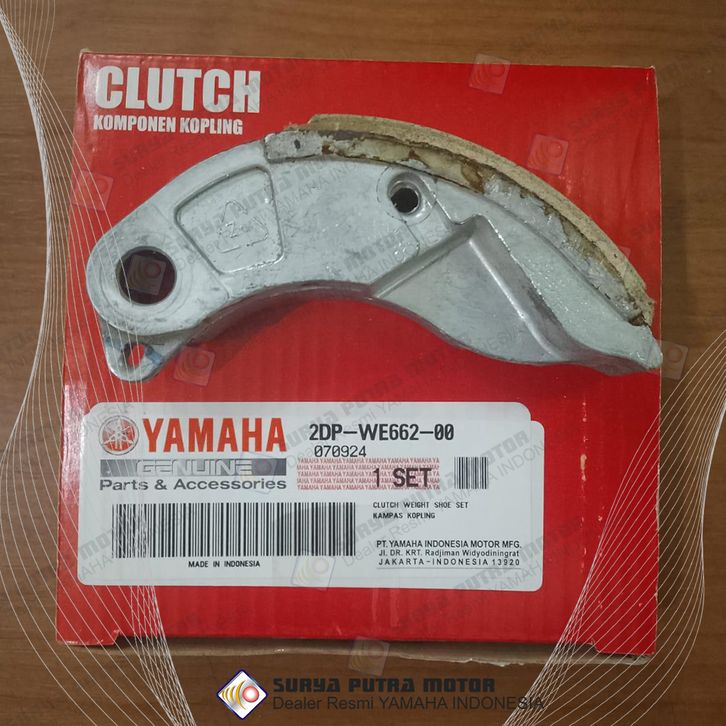 CLUTCH
KOMPONEN KOPLING
YAMAHA
GENUINE
Parts & Accessories
2DP-WE662-00
070924
1 SET
CLUTCH WEIGHT SHOE SET
KAMPAS KOPLING
MADE IN INDONESIA
PT. YAMAHA INDONESIA MOTOR MFG.
Jl. DR. KRT. Radjiman Widyodiningrat
JAKARTA-INDONESIA 13920
SURYA PUTRA MOTOR
Dealer Resmi YAMAHA INDONESIA